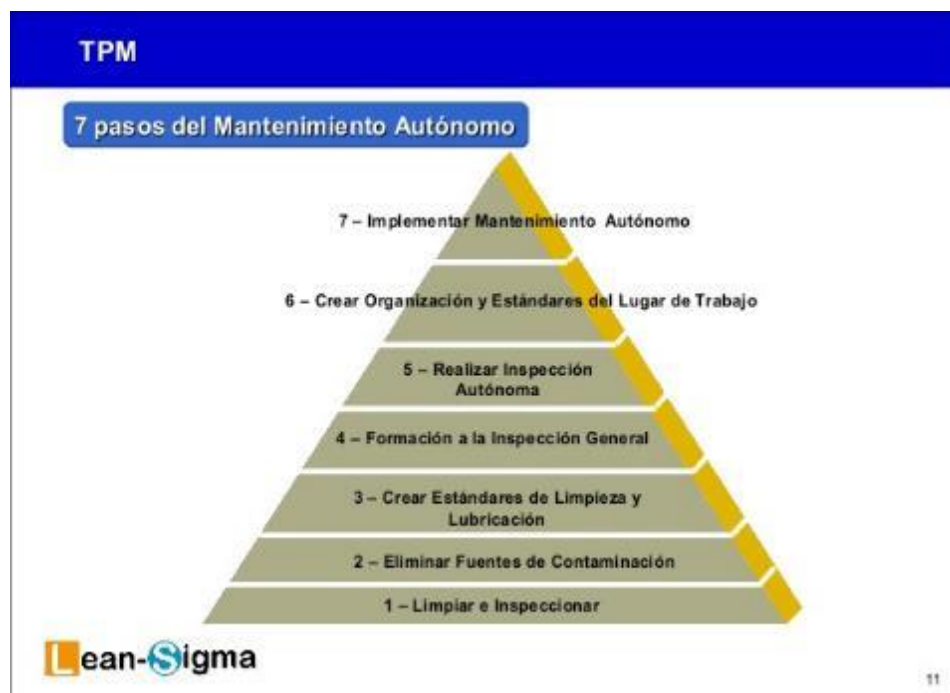 TPM
7 pasos del Mantenimiento Autónomo
7 – Implementar Mantenimiento Autónomo
6 – Crear Organización y Estándares del Lugar de Trabajo
5 – Realizar Inspección
Autónoma
4 – Formación a la Inspección General
3 – Crear Estándares de Limpieza y
Lubricación
2 – Eliminar Fuentes de Contaminación
1 – Limpiar e Inspeccionar
Lean-Sigma
11